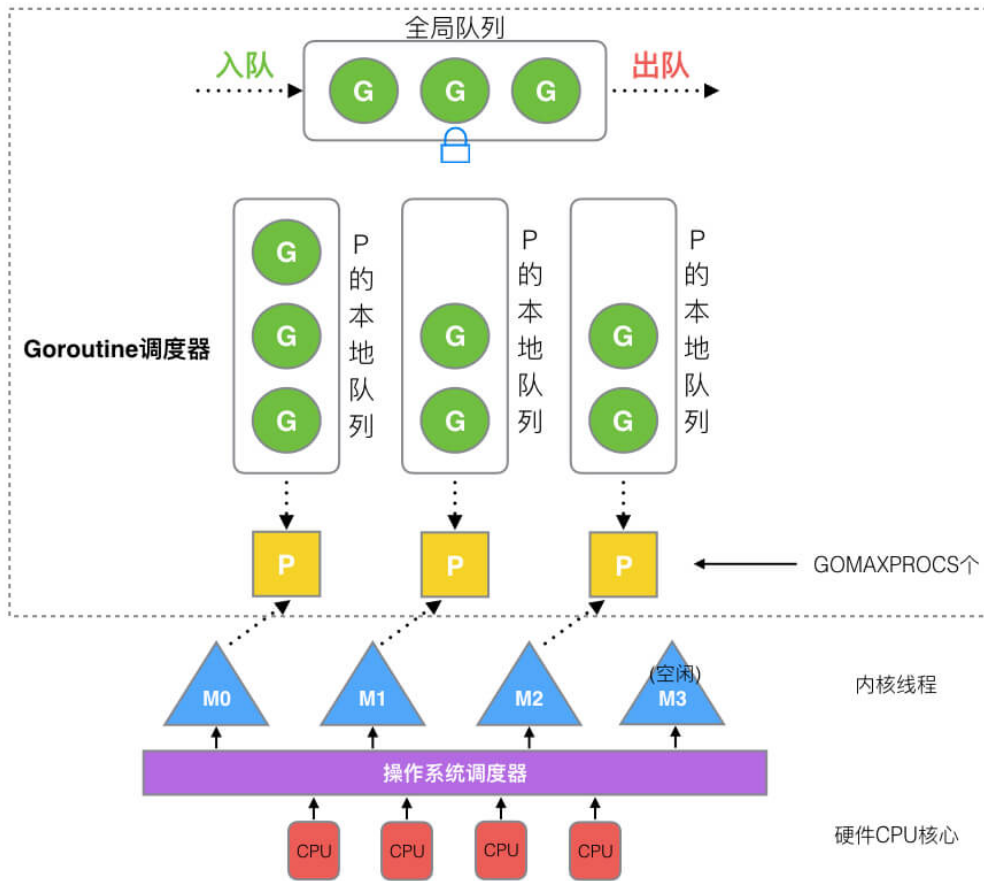 全局队列
入队
出队
G G G
G
G G G
G G G
P的本地队列
P的本地队列
P的本地队列
Goroutine调度器
P P P
GOMAXPROCS个
(空闲)
M0 M1 M2 M3
内核线程
操作系统调度器
CPU CPU CPU CPU
硬件CPU核心